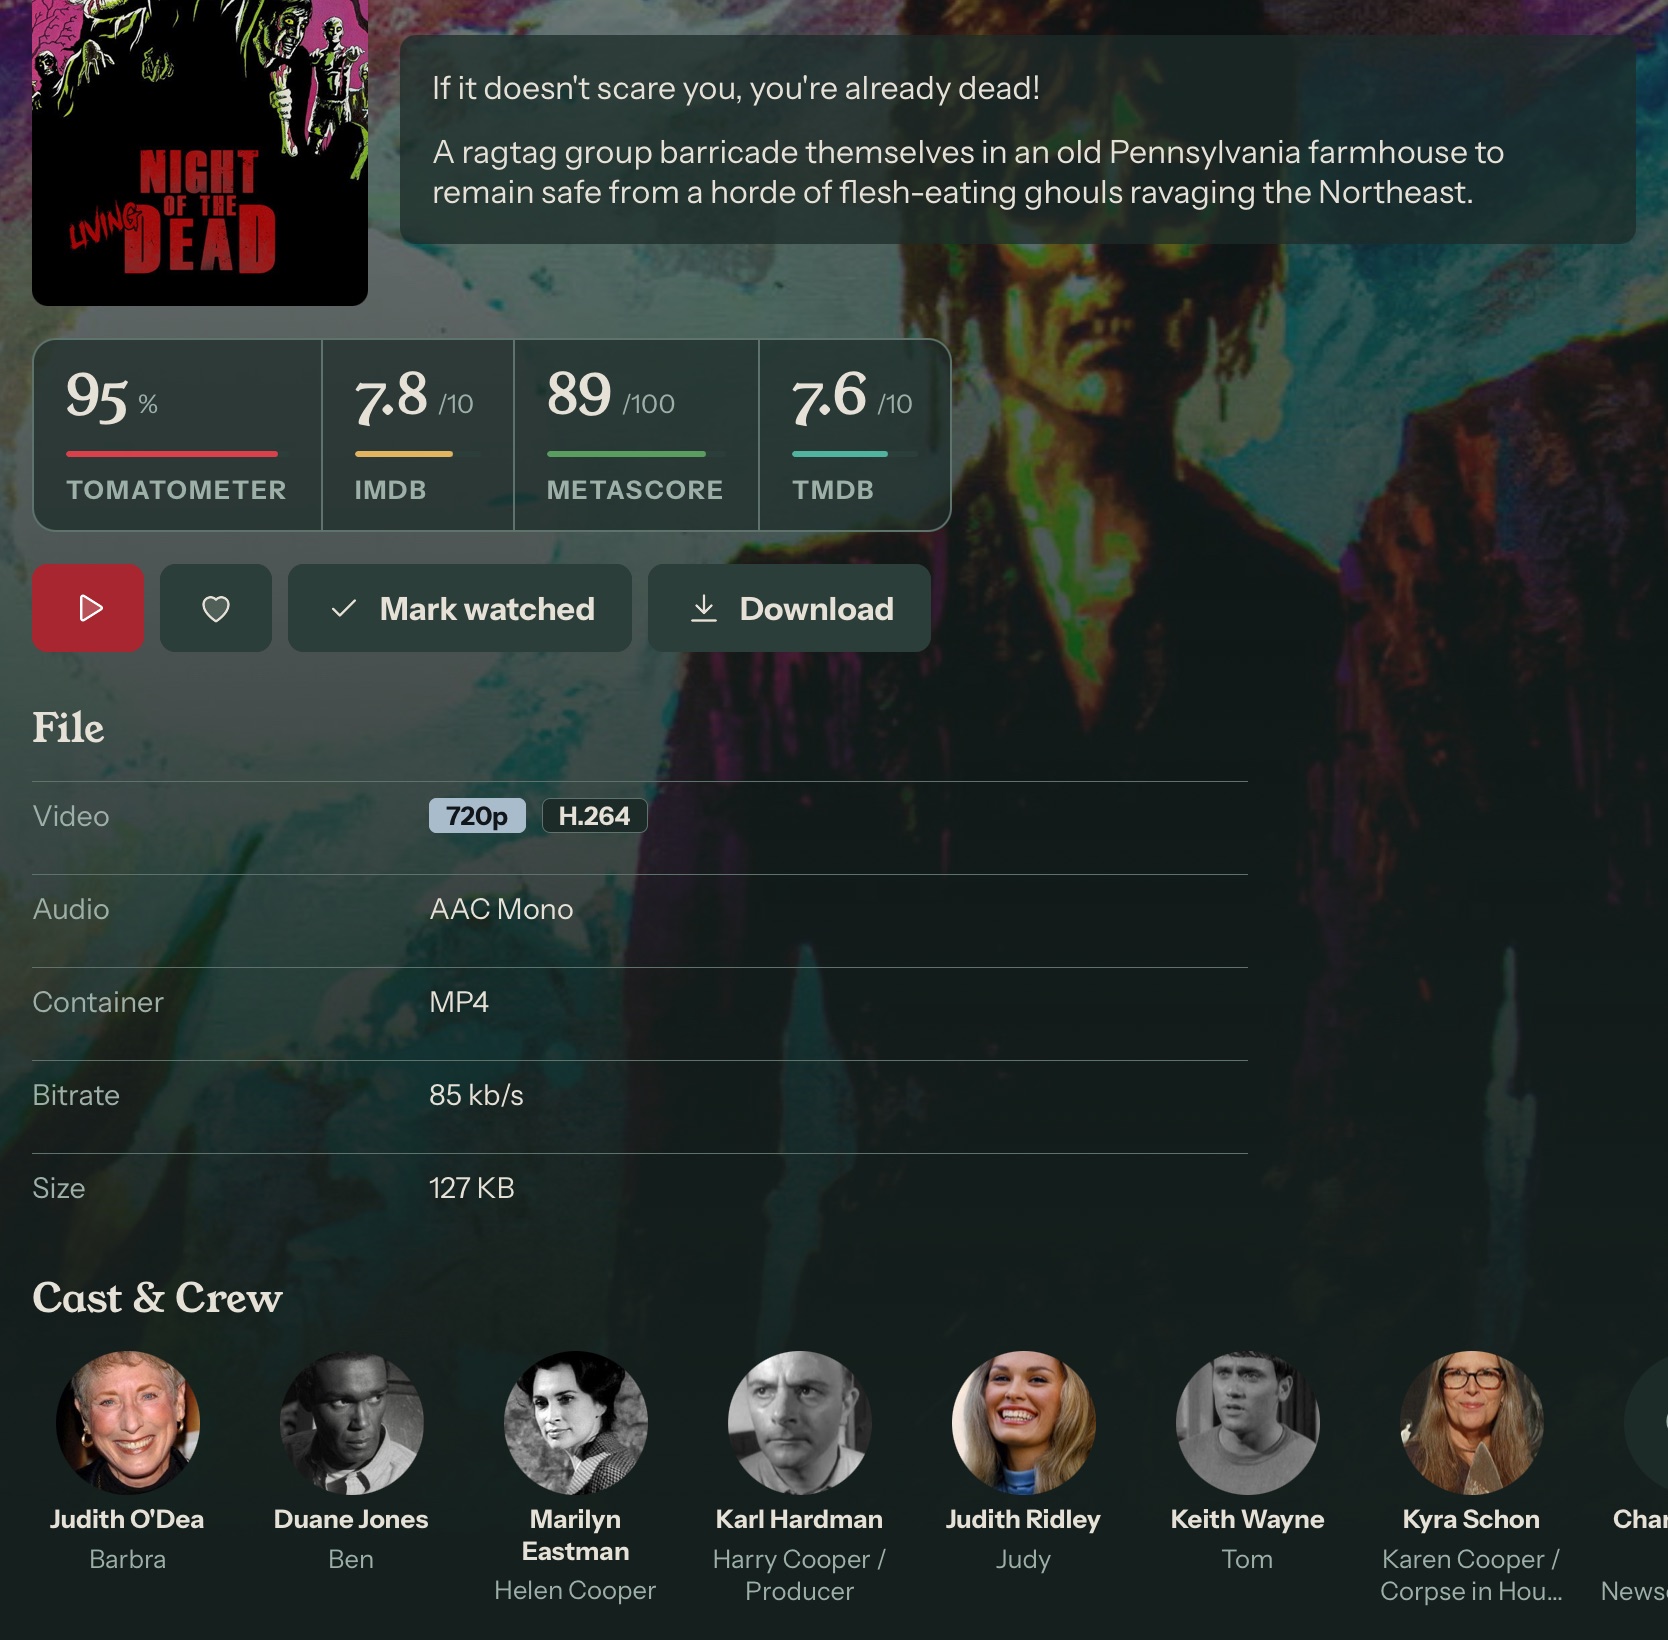 NIGHT
OF THE
LIVING
DEAD
If it doesn't scare you, you're already dead!
A ragtag group barricade themselves in an old Pennsylvania farmhouse to
remain safe from a horde of flesh-eating ghouls ravaging the Northeast.
95 %
TOMATOMETER
7.8 /10
IMDB
89 /100
METASCORE
7.6 /10
TMDB
Mark watched
Download
File
Video 720p H.264
Audio AAC Mono
Container MP4
Bitrate 85 kb/s
Size 127 KB
Cast & Crew
Judith O'Dea
Barbra
Duane Jones
Ben
Marilyn
Eastman
Helen Cooper
Karl Hardman
Harry Cooper /
Producer
Judith Ridley
Judy
Keith Wayne
Tom
Kyra Schon
Karen Cooper /
Corpse in Hou...